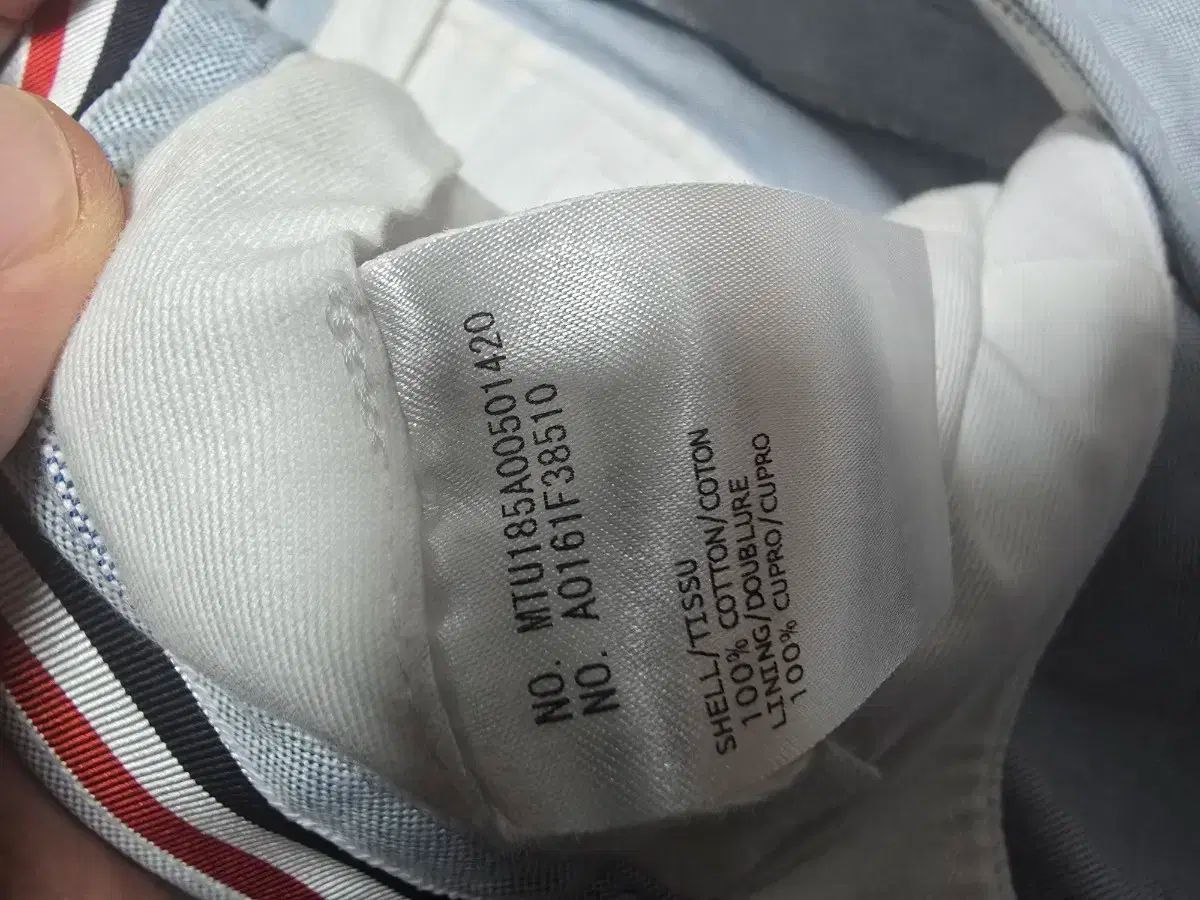 NO. MTU185A00501420
NO. A0161F38510
SHELL/TISSU
100% COTTON/COTON
LINING/DOUBLURE
100% CUPRO/CUPRO